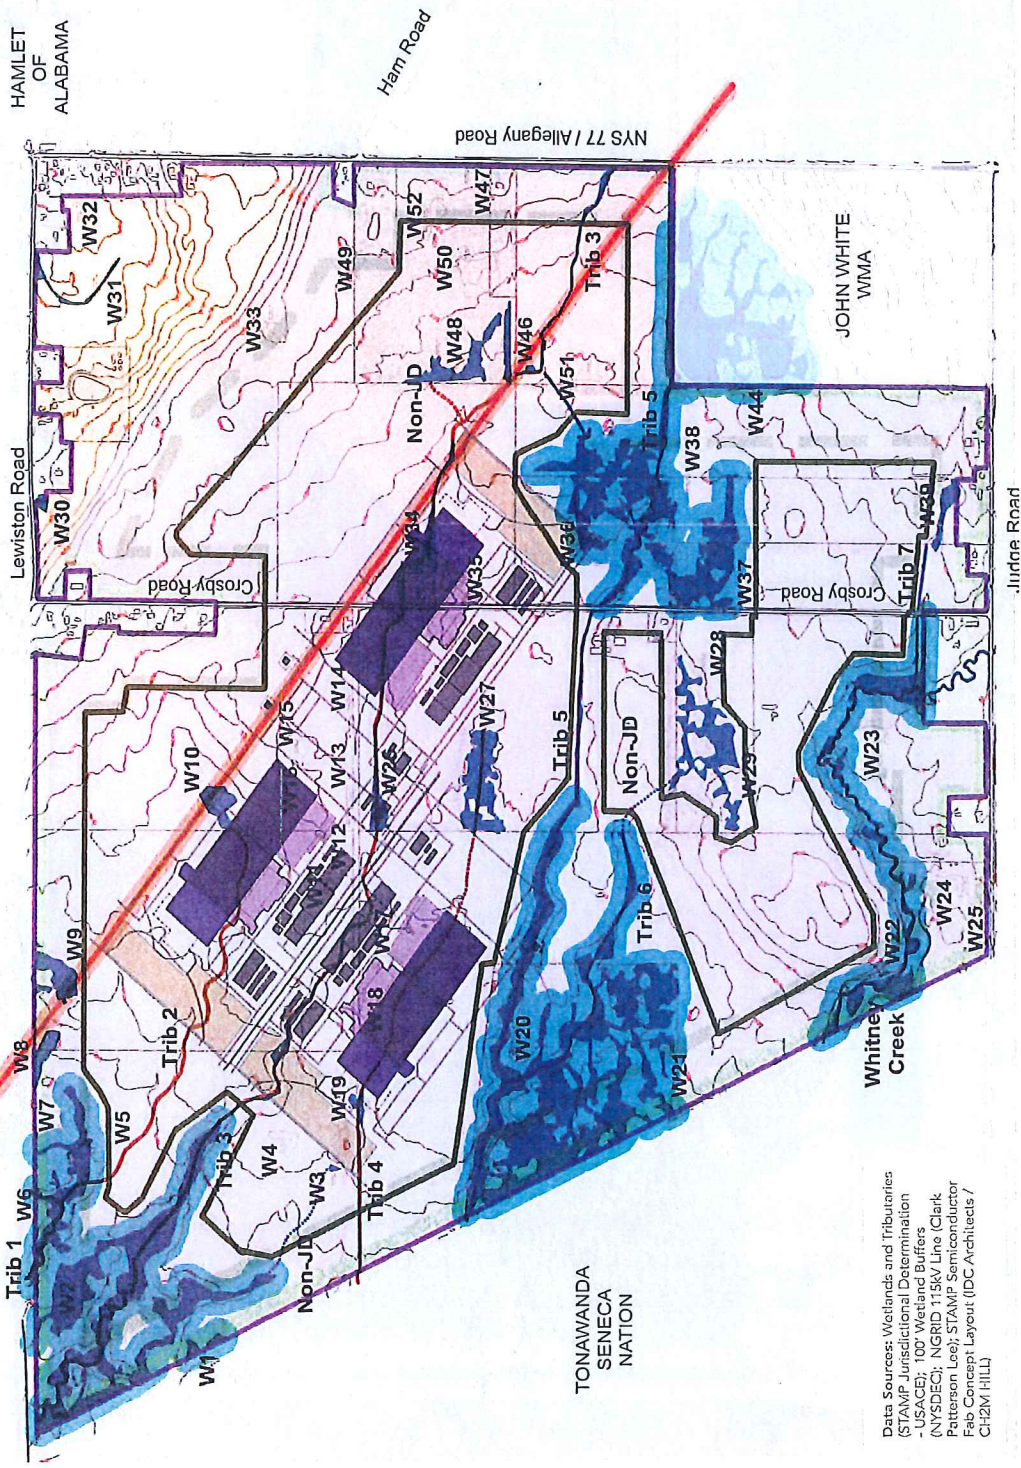 HAMLET
OF
ALABAMA
Ham Road
NYS 77 / Allegany Road
Lewiston Road
W32
W31
W33
W30
W49
W52
W47
W50
W48
W46
Trib 3
W51
Non-JD
Trib 5
W38
W44
JOHN WHITE
WMA
Crosby Road
W34
W35
W36
W37
W39
Trib 7
Crosby Road
Judge Road
W14
W15
W13
W10
W12
W26
W27
Trib 5
Non-JD
W28
W29
W23
W9
W8
W7
W6
W5
Trib 2
Trib 1
Trib 3
W4
W3
W2
W1
Non-JD
W19
W18
W17
Trib 4
W20
W21
Trib 6
W22
W24
W25
Whitney
Creek
TONAWANDA
SENECA
NATION
Data Sources: Wetlands and Tributaries
(STAMP Jurisdictional Determination
- USACE); 100' Wetland Buffers
(NYSDEC); NGRID 115kV Line (Clark
Patterson Lee); STAMP Semiconductor
Fab Concept Layout (IDC Architects /
CH2M HILL)